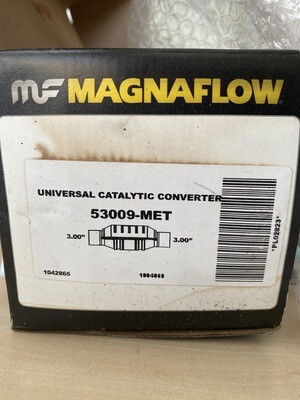 MF MAGNAFLOW
UNIVERSAL CATALYTIC CONVERTER
53009-MET
3.00" 3.00"
1042865
*PL02823*